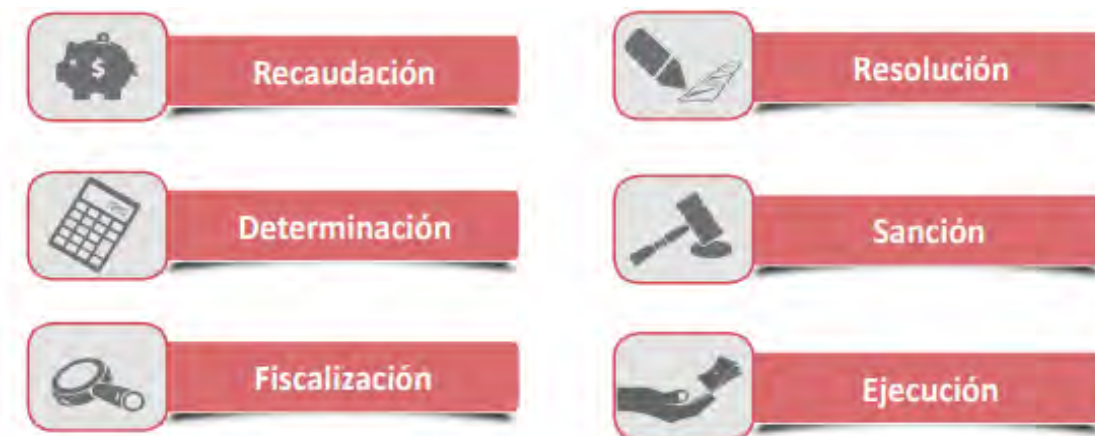 Recaudación
Determinación
Fiscalización
Resolución
Sanción
Ejecución